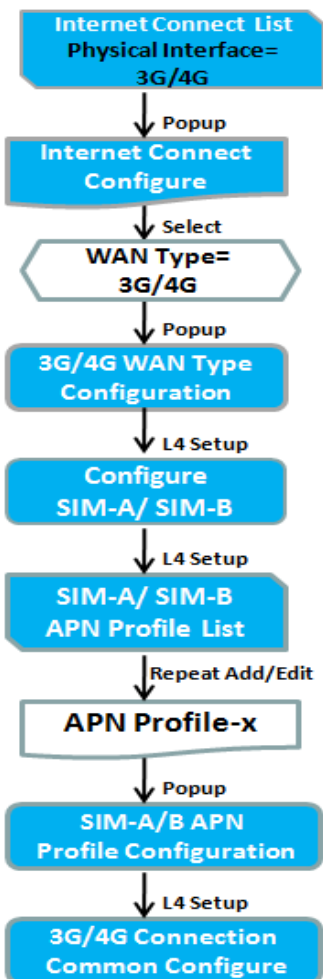 Internet Connect List
Physical Interface=
3G/4G
Popup
Internet Connect
Configure
Select
WAN Type=
3G/4G
Popup
3G/4G WAN Type
Configuration
L4 Setup
Configure
SIM-A/ SIM-B
L4 Setup
SIM-A/ SIM-B
APN Profile List
Repeat Add/Edit
APN Profile-x
Popup
SIM-A/B APN
Profile Configuration
L4 Setup
3G/4G Connection
Common Configure